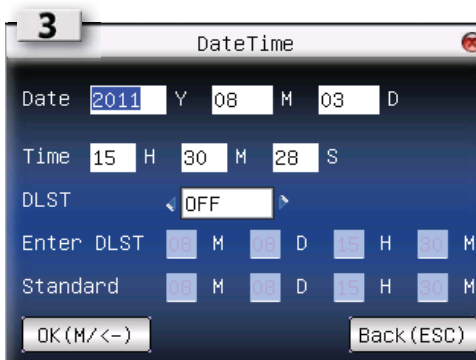 3
DateTime
Date 2011 Y 08 M 03 D
Time 15 H 30 M 28 S
DLST OFF
Enter DLST 08 M 08 D 15 H 30 M
Standard 08 M 08 D 15 H 30 M
OK(M/<-) Back(ESC)